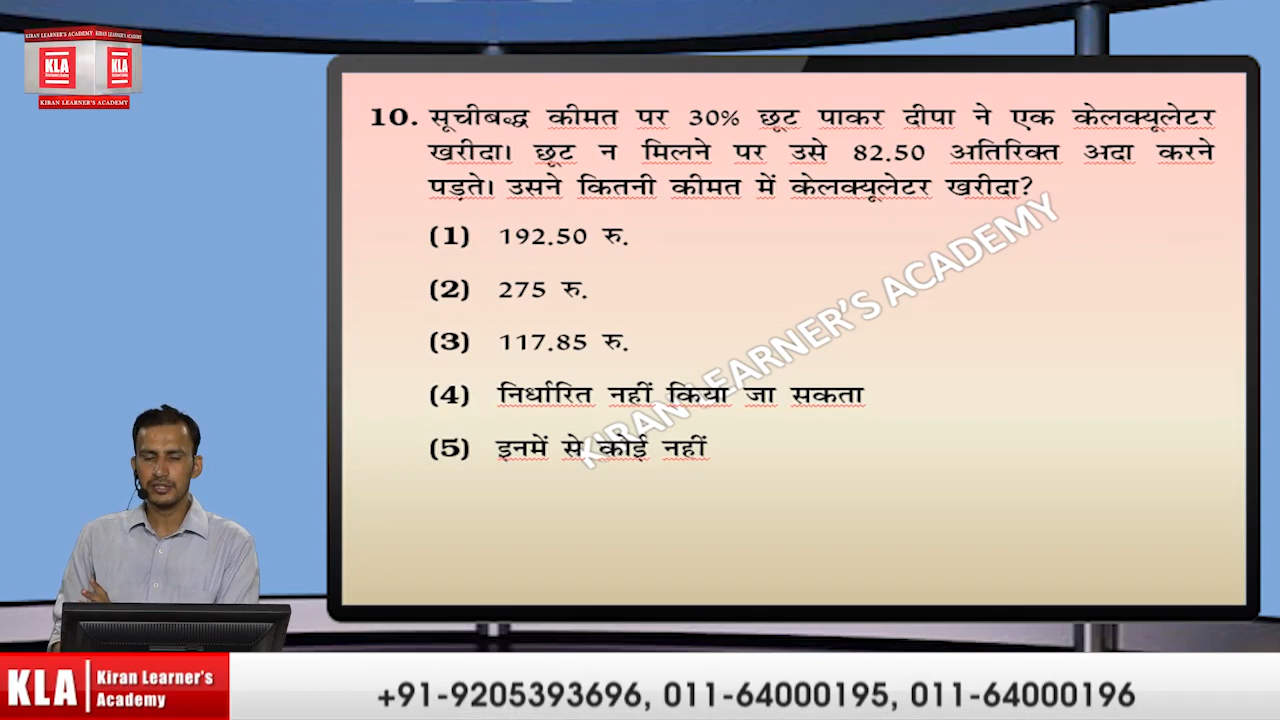 KIRAN LEARNER'S ACADEMY KIRAN LEARNER'S ACADEMY
KLA KLA
KIRAN LEARNER'S ACADEMY
10. सूचीबद्ध कीमत पर 30% छूट पाकर दीपा ने एक केलक्यूलेटर
खरीदा। छूट न मिलने पर उसे 82.50 अतिरिक्त अदा करने
पड़ते। उसने कितनी कीमत में केलक्यूलेटर खरीदा?
(1) 192.50 रु.
(2) 275 रु.
(3) 117.85 रु.
(4) निर्धारित नहीं किया जा सकता
(5) इनमें से कोई नहीं
KIRAN LEARNER'S ACADEMY
KLA Kiran Learner's
Academy
+91-9205393696, 011-64000195, 011-64000196